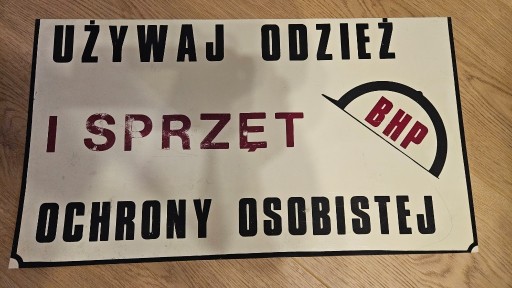 UŻYWAJ ODZIEŻ
I SPRZĘT
BHP
OCHRONY OSOBISTEJ